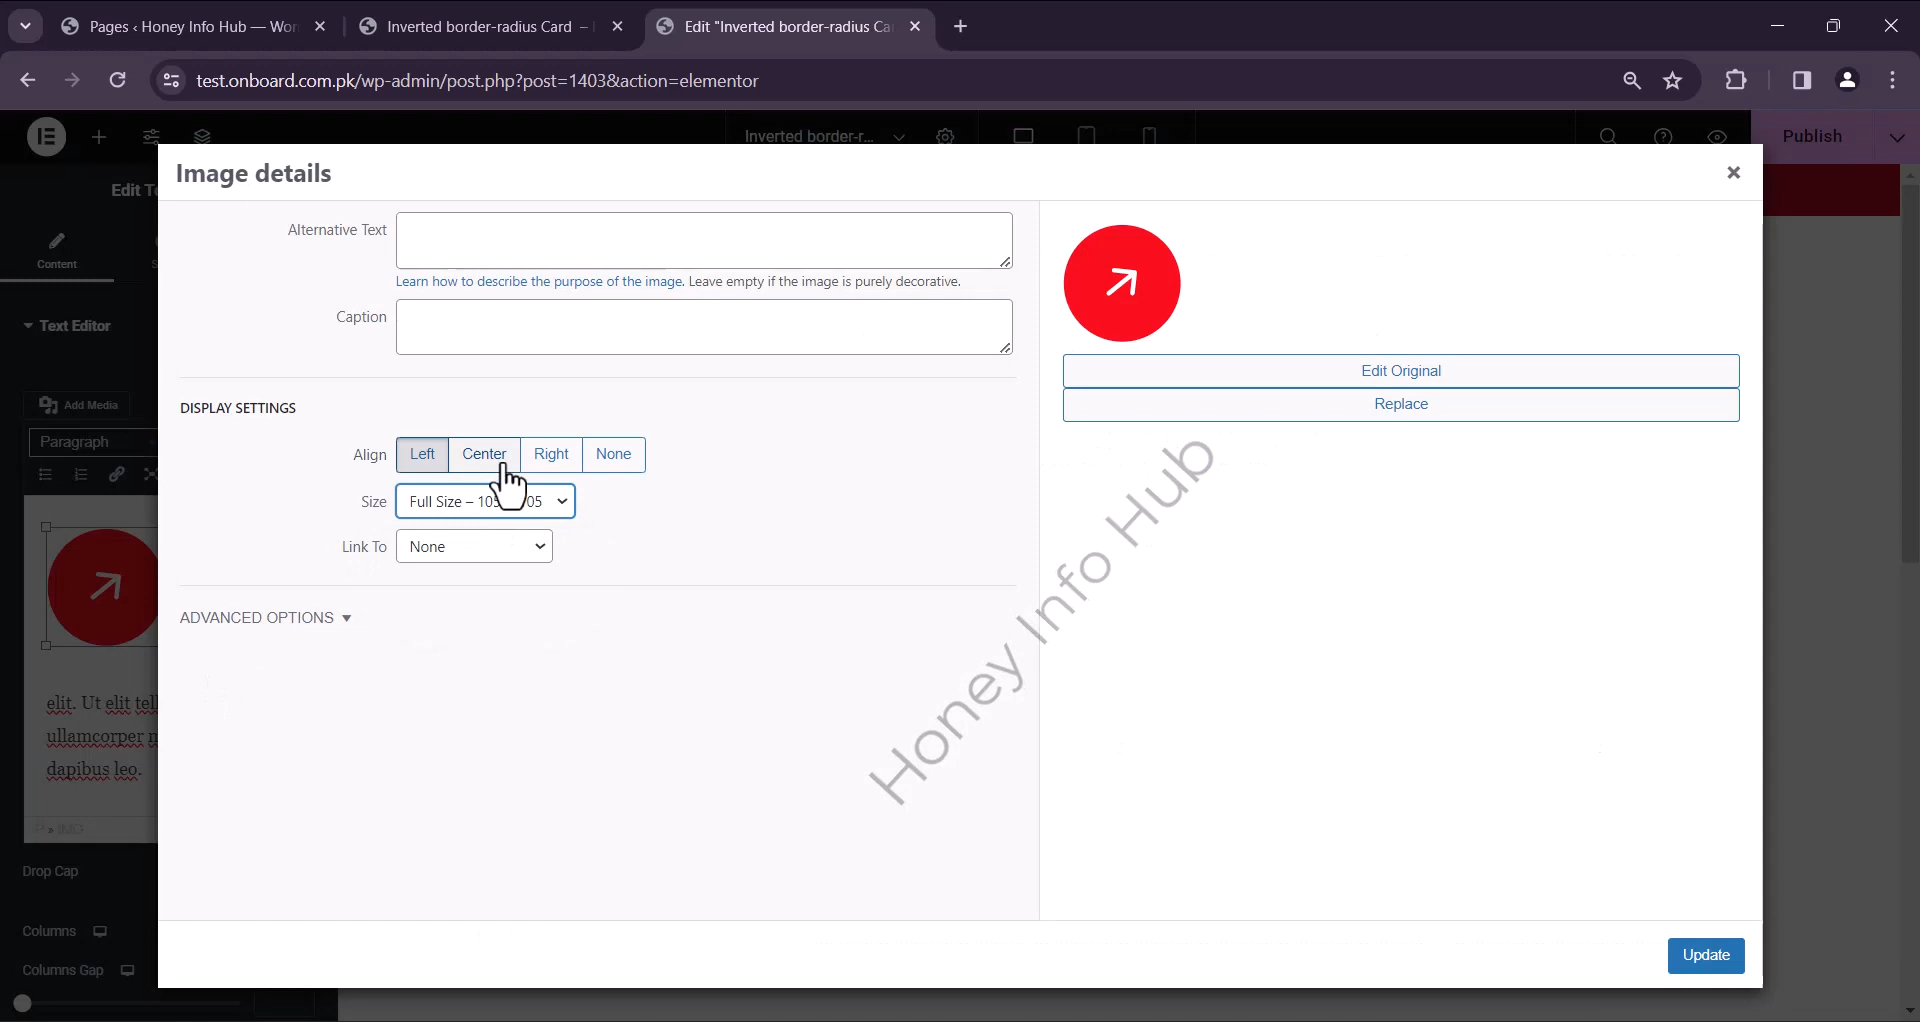 Pages ‹ Honey Info Hub — Wor
Inverted border-radius Card –
Edit "Inverted border-radius Ca
test.onboard.com.pk/wp-admin/post.php?post=1403&action=elementor
Inverted border-r...
Publish
Edit Te
Image details
Content
Text Editor
Add Media
Paragraph
elit. Ut elit tell
ullamcorper m
dapibus leo.
Drop Cap
Columns
Columns Gap
Alternative Text
Learn how to describe the purpose of the image. Leave empty if the image is purely decorative.
Caption
DISPLAY SETTINGS
Align Left Center Right None
Size Full Size – 105 05
Link To None
ADVANCED OPTIONS
Edit Original
Replace
Honey Info Hub
Update